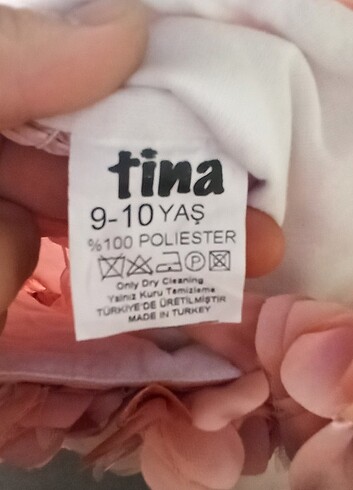 tina
9-10 YAŞ
%100 POLIESTER
P
Only Dry Cleaning
Yalnız Kuru Temizleme
TÜRKİYE'DE ÜRETİLMİŞTİR
MADE IN TURKEY